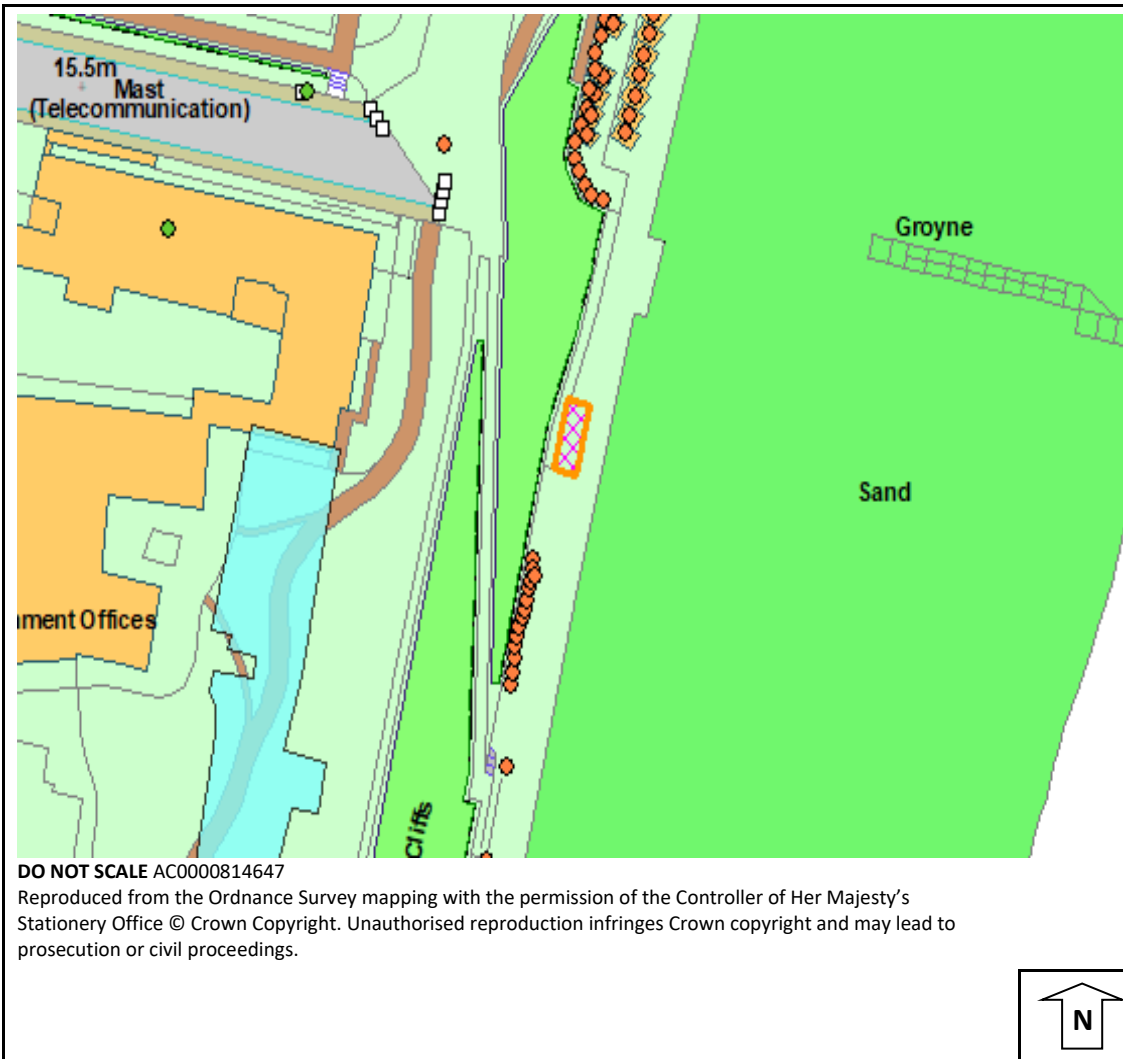 15.5m
Mast
(Telecommunication)
Groyne
Sand
nment Offices
Cliffs
DO NOT SCALE AC0000814647
Reproduced from the Ordnance Survey mapping with the permission of the Controller of Her Majesty’s
Stationery Office © Crown Copyright. Unauthorised reproduction infringes Crown copyright and may lead to
prosecution or civil proceedings.
N